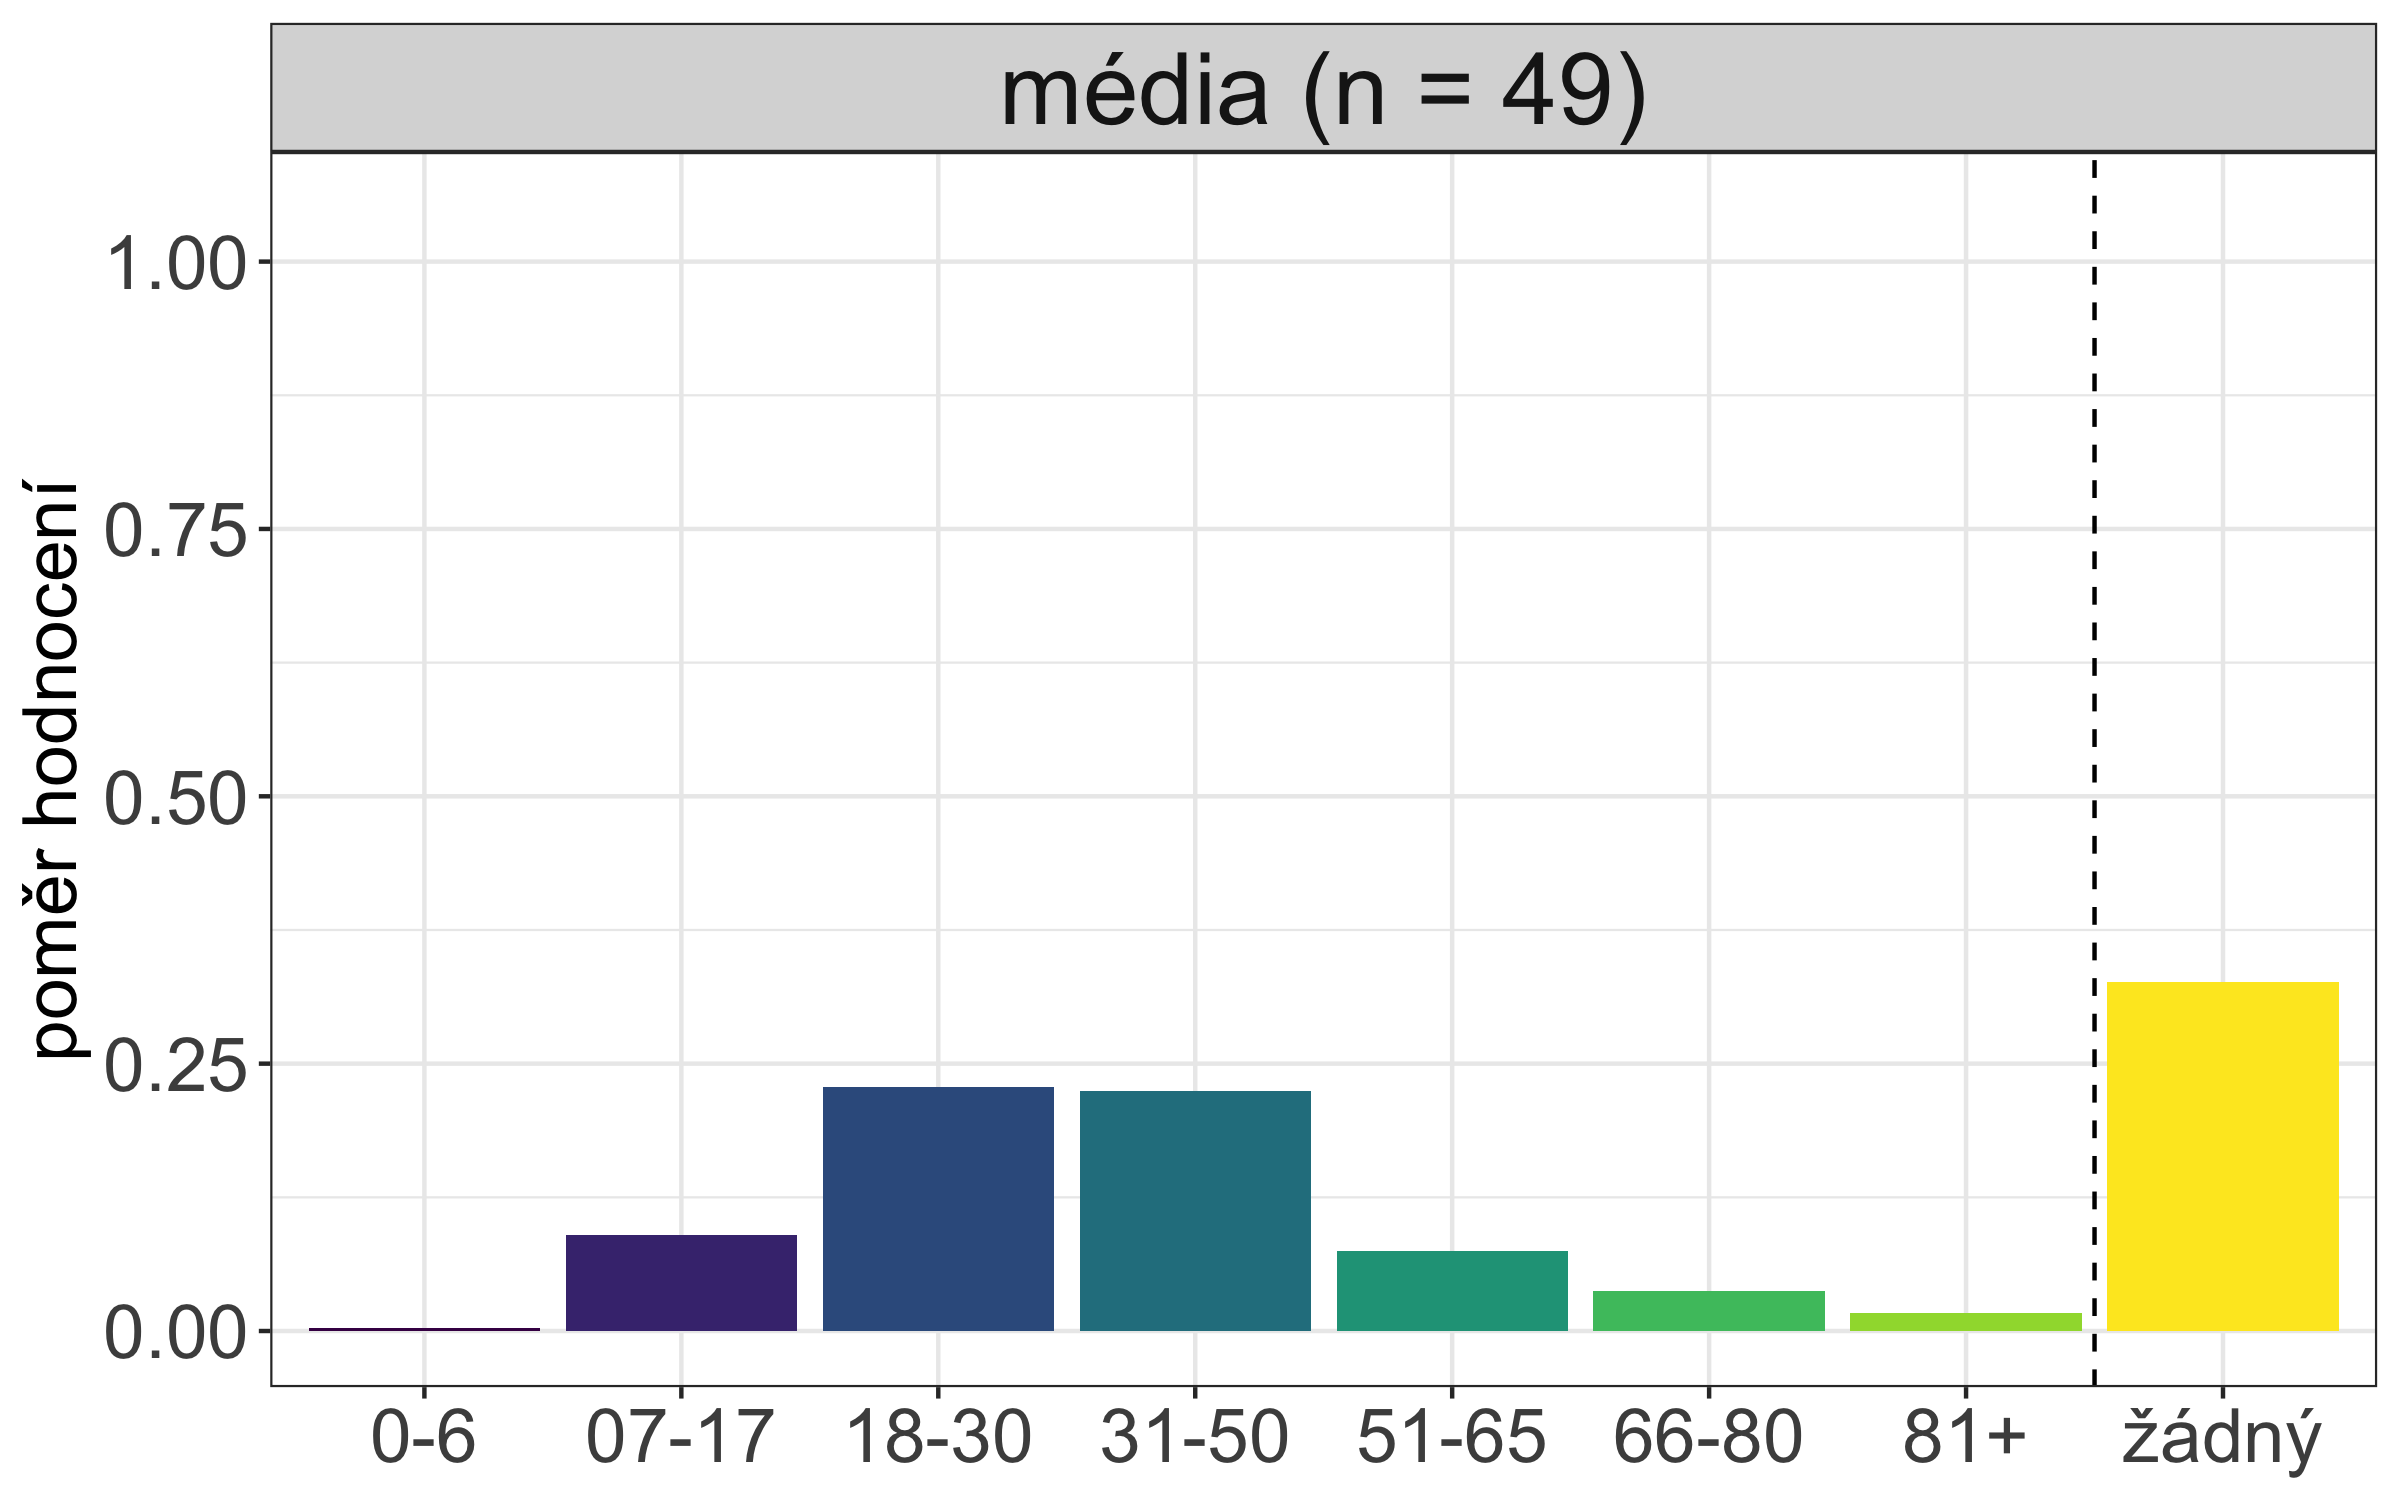 média (n = 49)
poměr hodnocení
1.00
0.75
0.50
0.25
0.00
0-6 07-17 18-30 31-50 51-65 66-80 81+ žádný